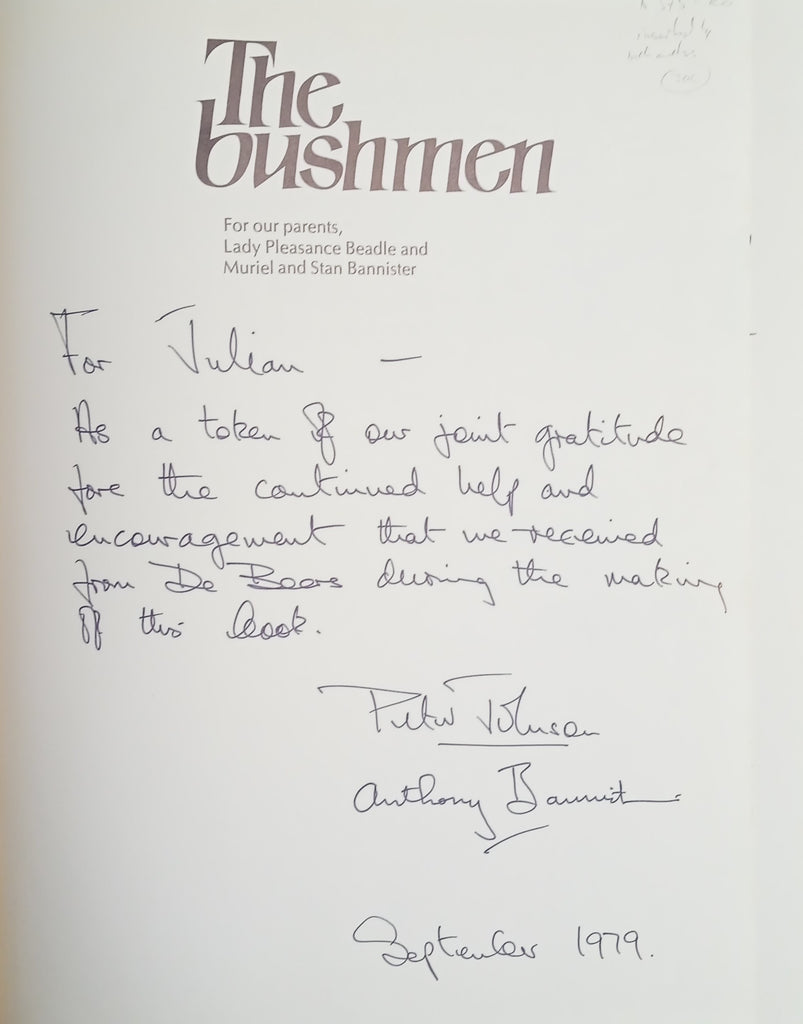 The
bushmen
For our parents,
Lady Pleasance Beadle and
Muriel and Stan Bannister
For Julian —
As a token of our joint gratitude
fore the continued help and
encouragement that we received
from De Beers during the making
of this book.
Peter Johnson
Anthony Bannister
September 1979.